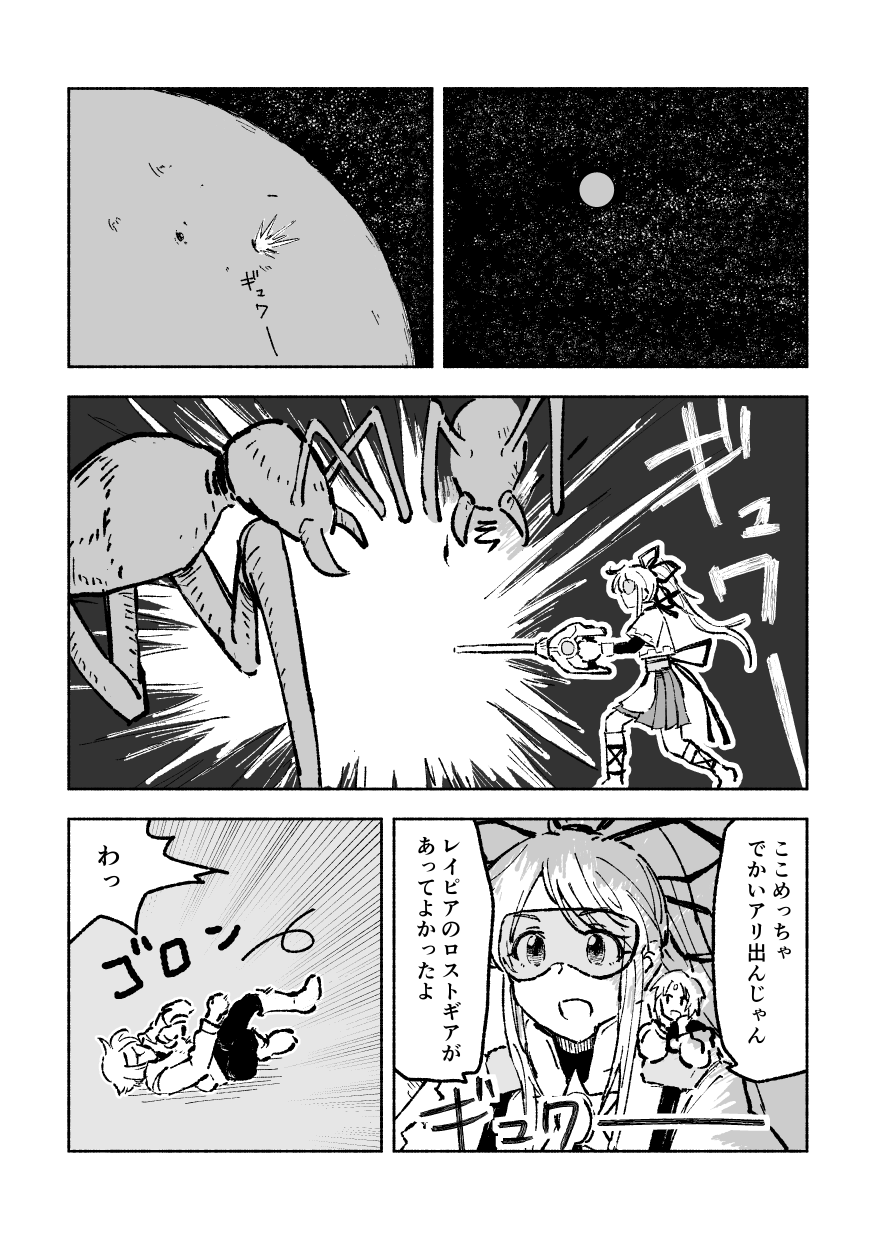 ギュワー
ギュワー
ここめっちゃ
でかいアリ出んじゃん
レイピアのロストギアが
あってよかったよ
ギュワー
わっ
ゴロン